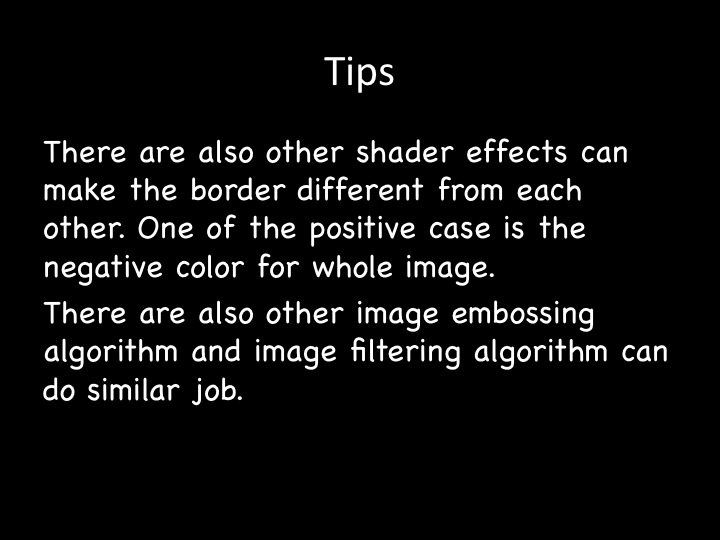 Tips
There are also other shader effects can
make the border different from each
other. One of the positive case is the
negative color for whole image.
There are also other image embossing
algorithm and image filtering algorithm can
do similar job.